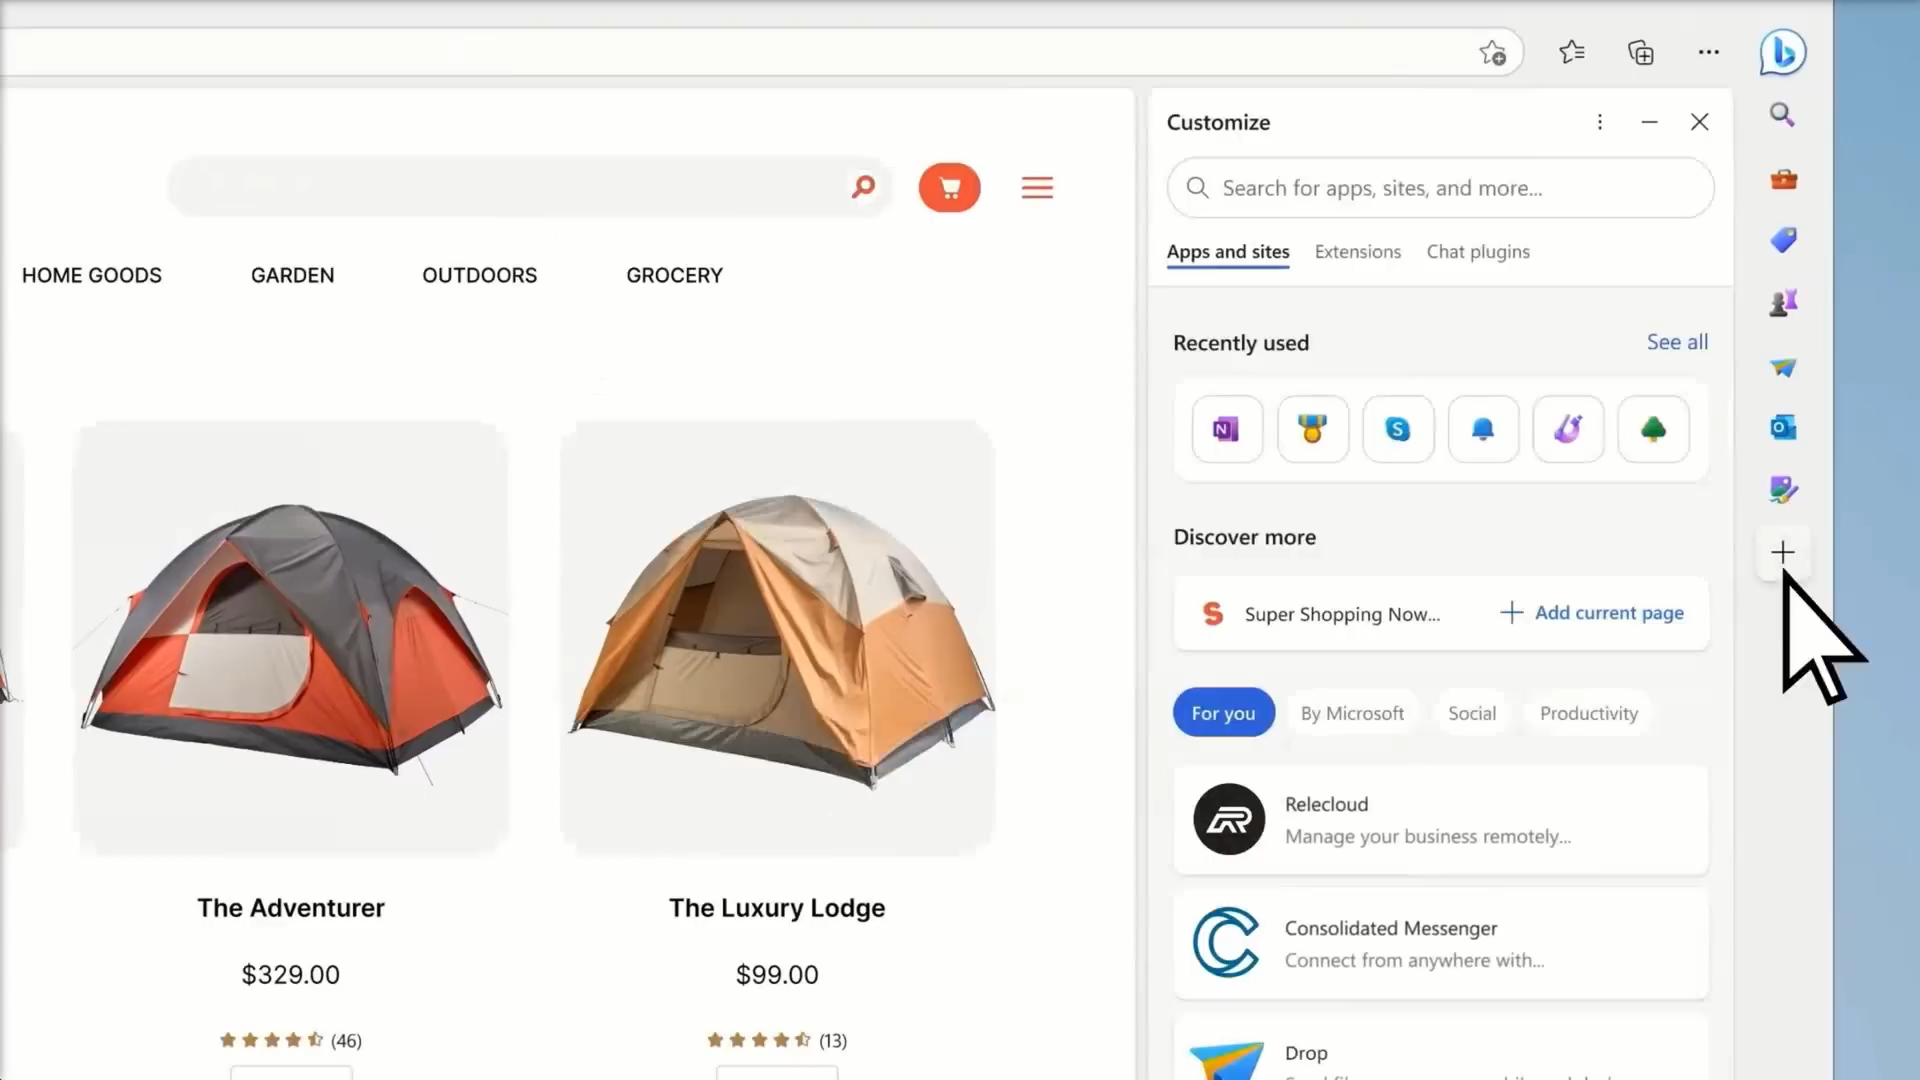 Customize
Search for apps, sites, and more...
Apps and sites
Extensions
Chat plugins
HOME GOODS
GARDEN
OUTDOORS
GROCERY
Recently used
See all
Discover more
Super Shopping Now...
Add current page
For you
By Microsoft
Social
Productivity
Relecloud
Manage your business remotely...
Consolidated Messenger
Connect from anywhere with...
Drop
The Adventurer
$329.00
(46)
The Luxury Lodge
$99.00
(13)